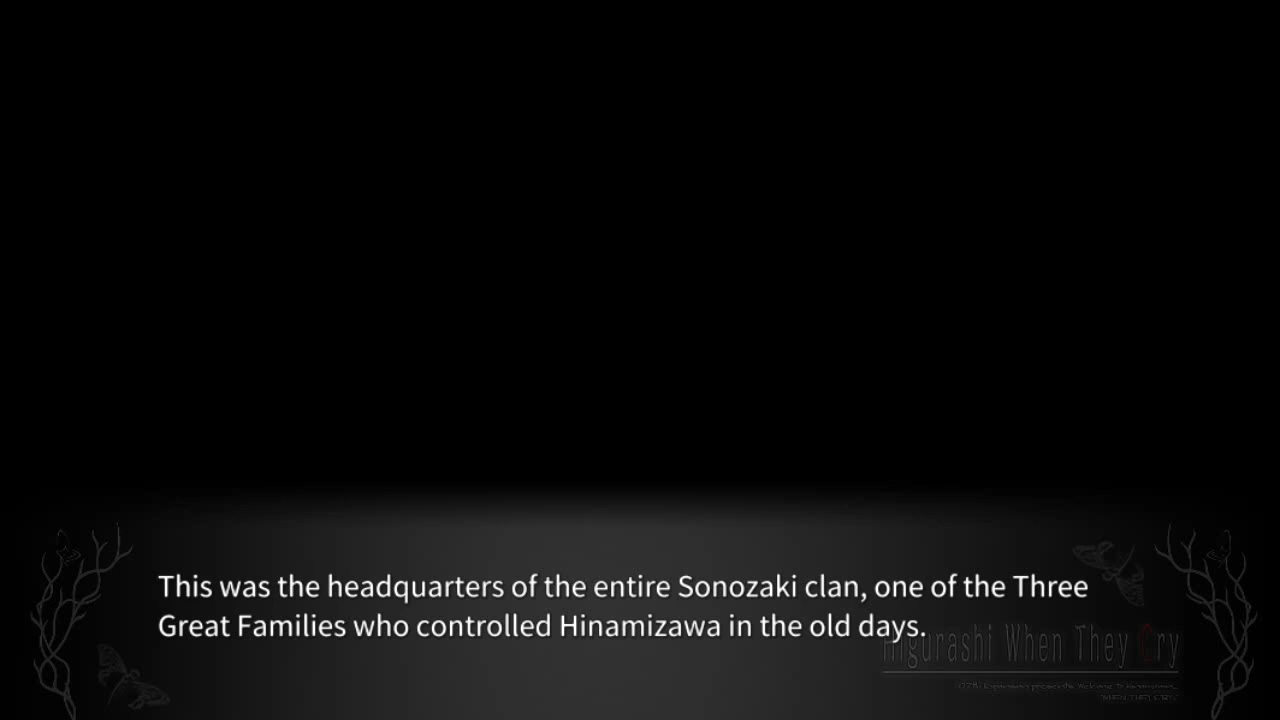 This was the headquarters of the entire Sonozaki clan, one of the Three
Great Families who controlled Hinamizawa in the old days.
Higurashi When They Cry